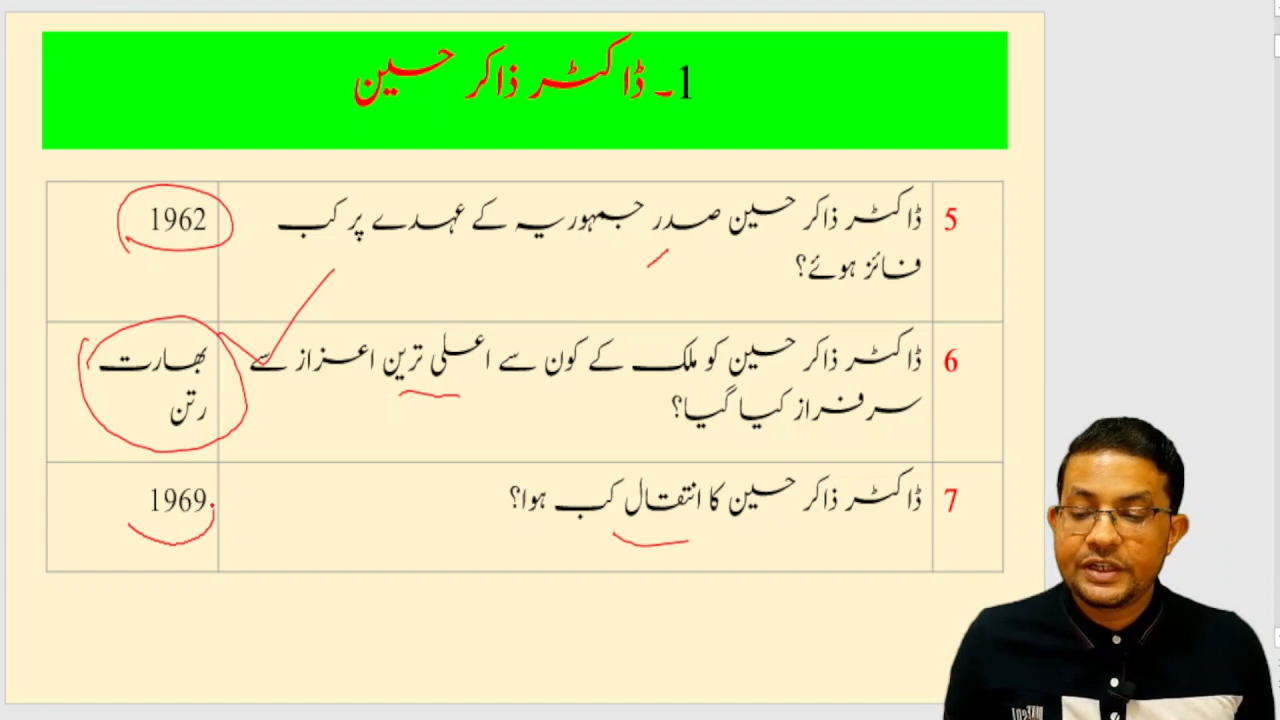 1۔ ڈاکٹر ذاکر حسین
5 ڈاکٹر ذاکر حسین صدر جمہوریہ کے عہدے پر کب
فائز ہوئے؟
1962
6 ڈاکٹر ذاکر حسین کو ملک کے کون سے اعلی ترین اعزاز سے
سرفراز کیا گیا؟
بھارت
رتن
7 ڈاکٹر ذاکر حسین کا انتقال کب ہوا؟
1969